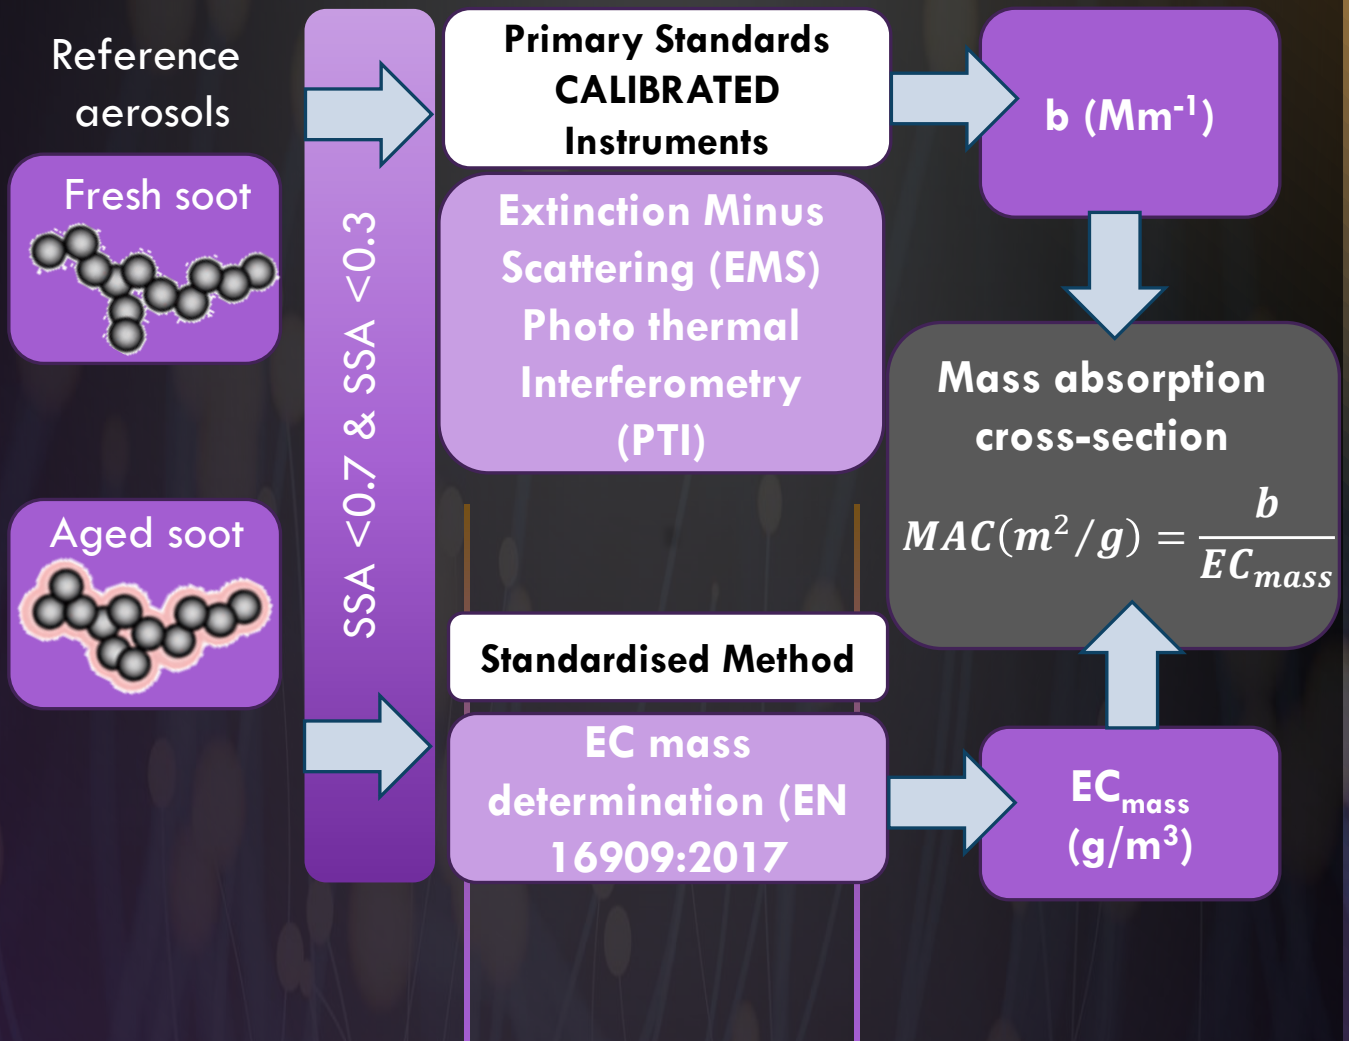 Reference
aerosols
Fresh soot
Aged soot
SSA <0.7 & SSA <0.3
Primary Standards
CALIBRATED
Instruments
Extinction Minus
Scattering (EMS)
Photo thermal
Interferometry
(PTI)
Standardised Method
EC mass
determination (EN
16909:2017
b (Mm⁻¹)
Mass absorption
cross-section
MAC(m²/g) = b / EC_mass
EC_mass
(g/m³)